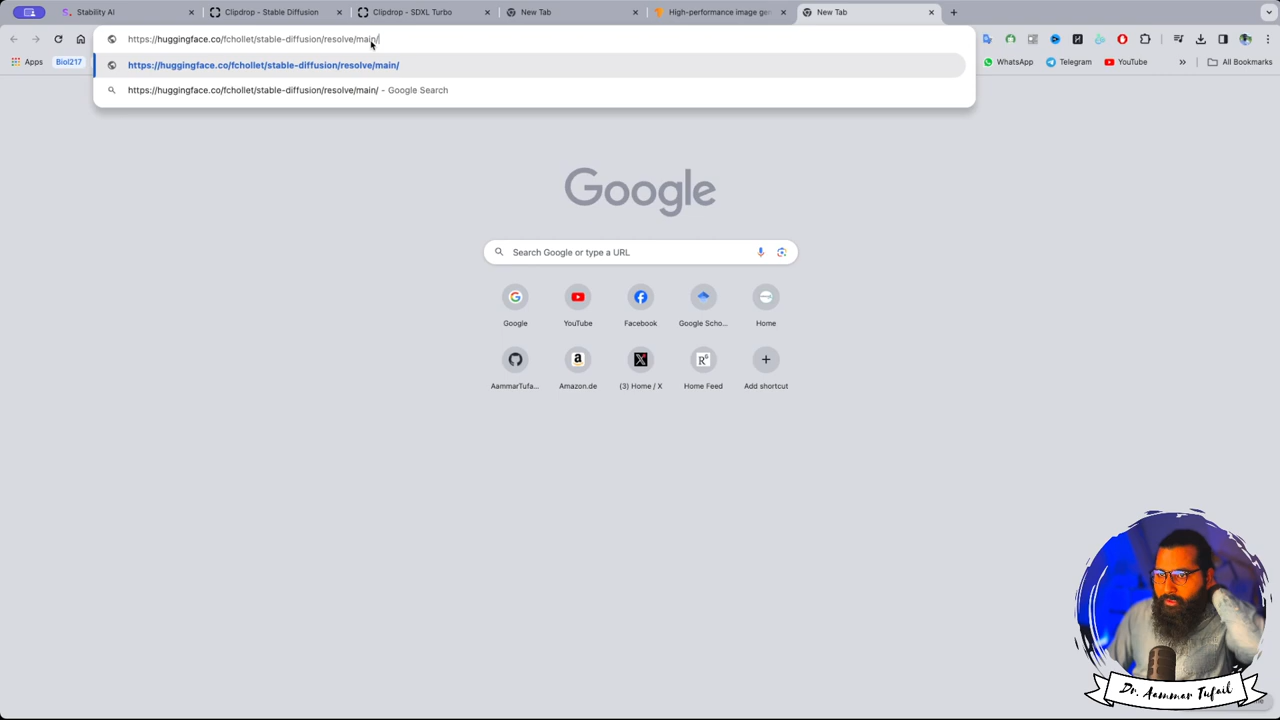 Stability AI
Clipdrop - Stable Diffusion
Clipdrop - SDXL Turbo
New Tab
High-performance image gen
New Tab
https://huggingface.co/fchollet/stable-diffusion/resolve/main/
Apps
Biol217
WhatsApp
Telegram
YouTube
All Bookmarks
https://huggingface.co/fchollet/stable-diffusion/resolve/main/
https://huggingface.co/fchollet/stable-diffusion/resolve/main/ - Google Search
Google
Search Google or type a URL
Google
YouTube
Facebook
Google Scho...
Home
AammarTufa...
Amazon.de
(3) Home / X
Home Feed
Add shortcut
Dr. Aammar Tufail